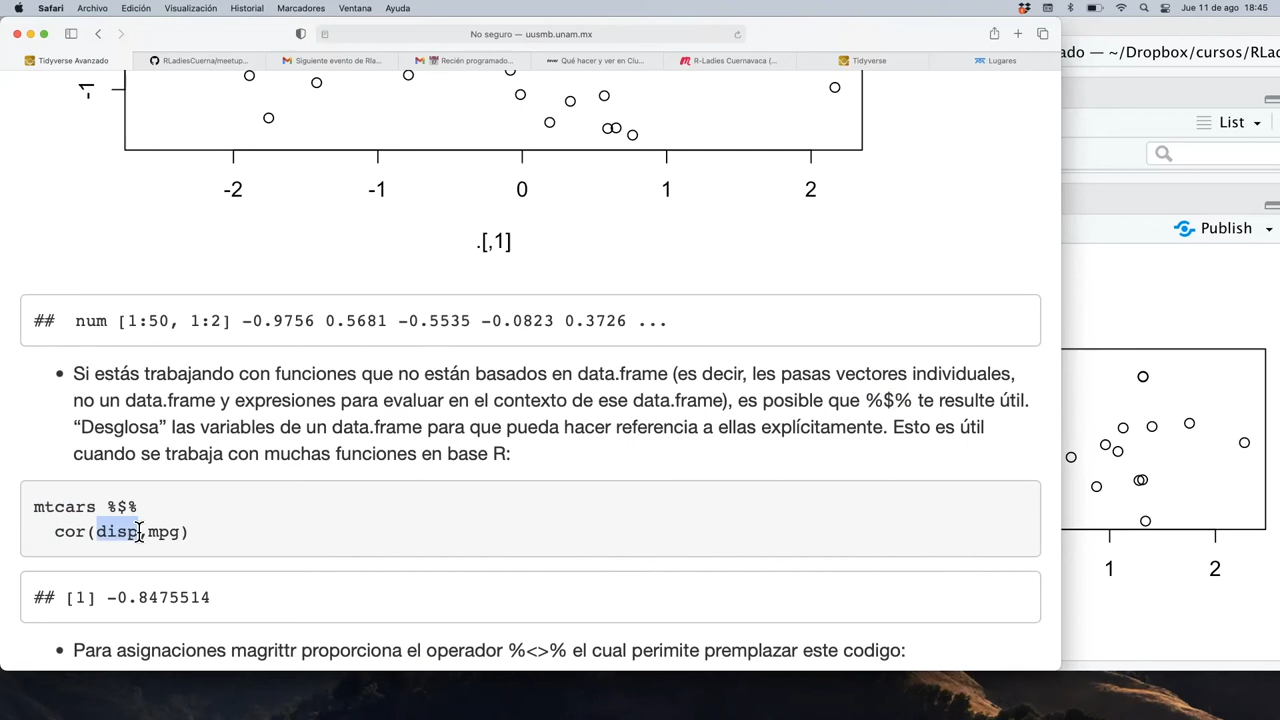 Safari Archivo Edición Visualización Historial Marcadores Ventana Ayuda
Jue 11 de ago 18:45
No seguro — uusmb.unam.mx
ado — ~/Dropbox/cursos/RLa
Tidyverse Avanzado
RLadiesCuerna/meetup...
Siguiente evento de Rla...
Recién programado...
Qué hacer y ver en Ciu...
R-Ladies Cuernavaca (...
Tidyverse
Lugares
List
Publish
-1
-2 -1 0 1 2
.[,1]
1 2
## num [1:50, 1:2] -0.9756 0.5681 -0.5535 -0.0823 0.3726 ...
• Si estás trabajando con funciones que no están basados en data.frame (es decir, les pasas vectores individuales,
no un data.frame y expresiones para evaluar en el contexto de ese data.frame), es posible que %$% te resulte útil.
“Desglosa” las variables de un data.frame para que pueda hacer referencia a ellas explícitamente. Esto es útil
cuando se trabaja con muchas funciones en base R:
mtcars %$%
cor(disp,mpg)
## [1] -0.8475514
• Para asignaciones magrittr proporciona el operador %<>% el cual perimite premplazar este codigo: